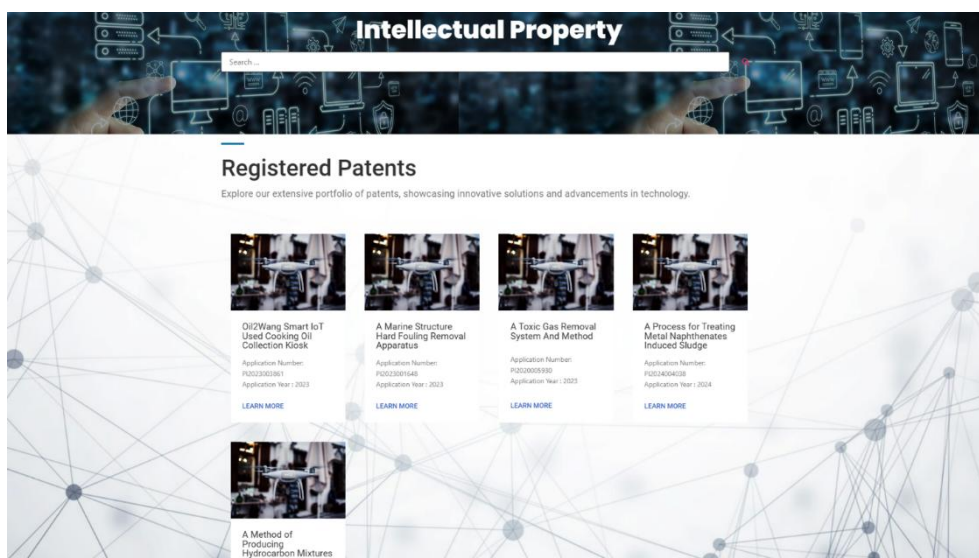 Intellectual Property
Search ...
Registered Patents
Explore our extensive portfolio of patents, showcasing innovative solutions and advancements in technology.
Oil2Wang Smart IoT
Used Cooking Oil
Collection Kiosk
Application Number:
PI2023003861
Application Year : 2023
LEARN MORE
A Marine Structure
Hard Fouling Removal
Apparatus
Application Number:
PI2023001648
Application Year : 2023
LEARN MORE
A Toxic Gas Removal
System And Method
Application Number:
PI2020005930
Application Year : 2023
LEARN MORE
A Process for Treating
Metal Naphthenates
Induced Sludge
Application Number:
PI2024004038
Application Year : 2024
LEARN MORE
A Method of
Producing
Hydrocarbon Mixtures